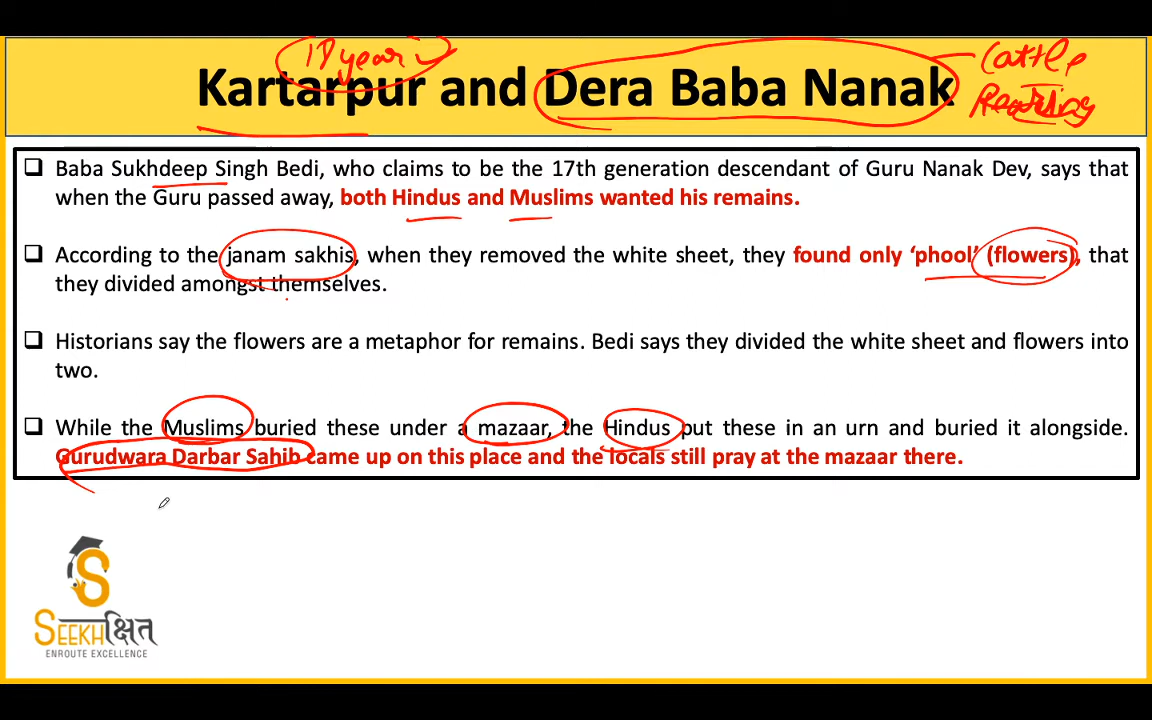 17 years
Kartarpur and Dera Baba Nanak
Cattle
Rearing
Baba Sukhdeep Singh Bedi, who claims to be the 17th generation descendant of Guru Nanak Dev, says that
when the Guru passed away, both Hindus and Muslims wanted his remains.
According to the janam sakhis, when they removed the white sheet, they found only ‘phool’ (flowers), that
they divided amongst themselves.
Historians say the flowers are a metaphor for remains. Bedi says they divided the white sheet and flowers into
two.
While the Muslims buried these under a mazaar, the Hindus put these in an urn and buried it alongside.
Gurudwara Darbar Sahib came up on this place and the locals still pray at the mazaar there.
SEEKHक्षित
ENROUTE EXCELLENCE